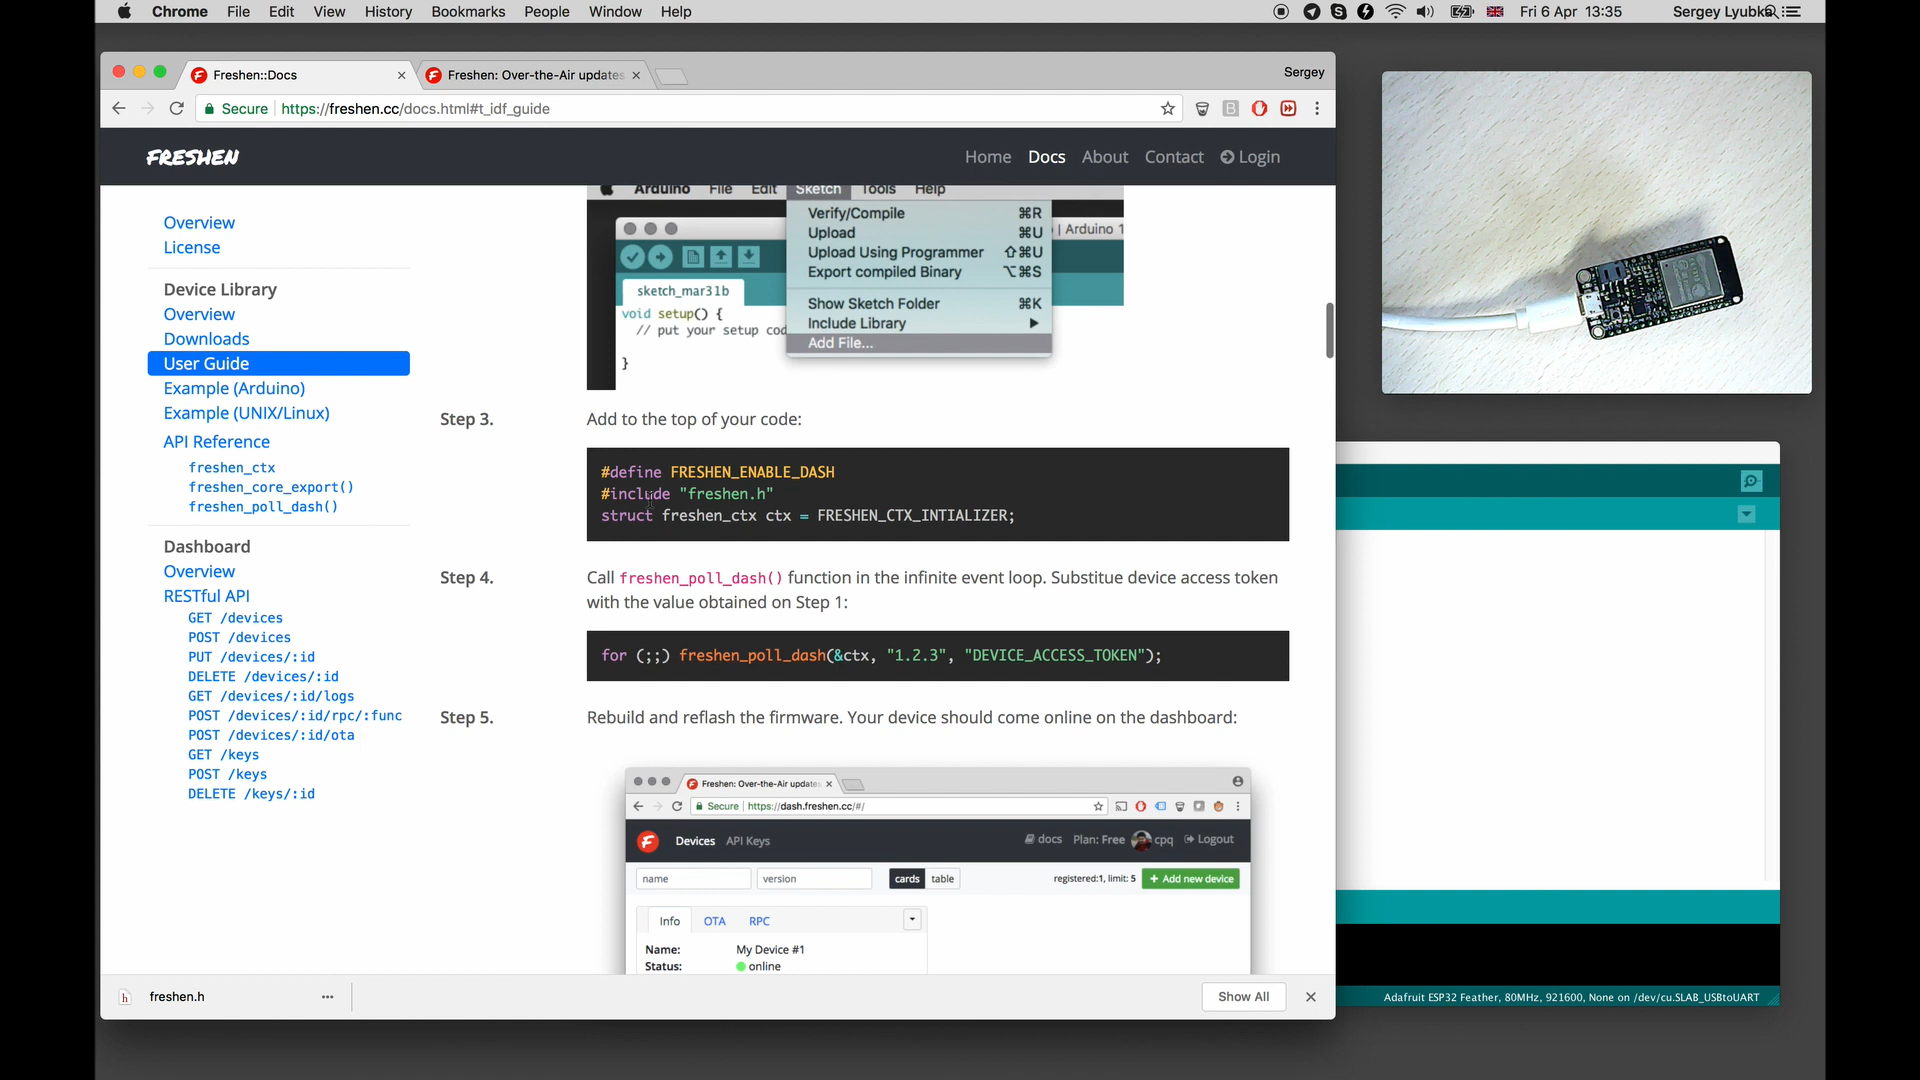 Chrome File Edit View History Bookmarks People Window Help
Fri 6 Apr 13:35 Sergey Lyubka
Freshen::Docs
Freshen: Over-the-Air updates
Sergey
Secure https://freshen.cc/docs.html#t_idf_guide
FRESHEN
Home Docs About Contact Login
Overview
License
Device Library
Overview
Downloads
User Guide
Example (Arduino)
Example (UNIX/Linux)
API Reference
freshen_ctx
freshen_core_export()
freshen_poll_dash()
Dashboard
Overview
RESTful API
GET /devices
POST /devices
PUT /devices/:id
DELETE /devices/:id
GET /devices/:id/logs
POST /devices/:id/rpc/:func
POST /devices/:id/ota
GET /keys
POST /keys
DELETE /keys/:id
Arduino File Edit Sketch Tools Help
Verify/Compile ⌘R
Upload ⌘U
Upload Using Programmer ⇧⌘U
Export compiled Binary ⌥⌘S
Show Sketch Folder ⌘K
Include Library
Add File...
| Arduino 1
sketch_mar31b
void setup() {
// put your setup cod
}
Step 3. Add to the top of your code:
#define FRESHEN_ENABLE_DASH
#include "freshen.h"
struct freshen_ctx ctx = FRESHEN_CTX_INTIALIZER;
Step 4. Call freshen_poll_dash() function in the infinite event loop. Substitue device access token
with the value obtained on Step 1:
for (;;) freshen_poll_dash(&ctx, "1.2.3", "DEVICE_ACCESS_TOKEN");
Step 5. Rebuild and reflash the firmware. Your device should come online on the dashboard:
Freshen: Over-the-Air updates
Secure https://dash.freshen.cc/#/
Devices API Keys docs Plan: Free cpq Logout
name version cards table registered:1, limit: 5 + Add new device
Info OTA RPC
Name: My Device #1
Status: online
freshen.h
Show All
Adafruit ESP32 Feather, 80MHz, 921600, None on /dev/cu.SLAB_USBtoUART